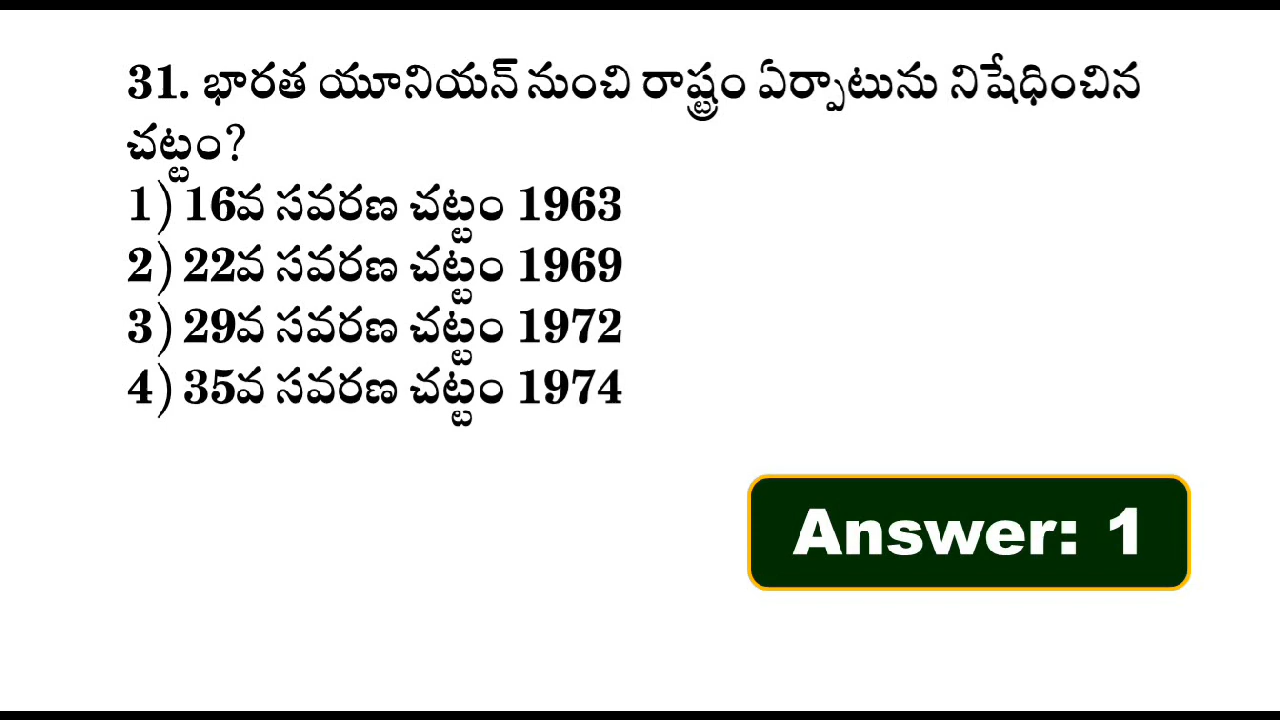 31. భారత యూనియన్ నుంచి రాష్ట్రం ఏర్పాటును నిషేధించిన
చట్టం?
1) 16వ సవరణ చట్టం 1963
2) 22వ సవరణ చట్టం 1969
3) 29వ సవరణ చట్టం 1972
4) 35వ సవరణ చట్టం 1974
Answer: 1